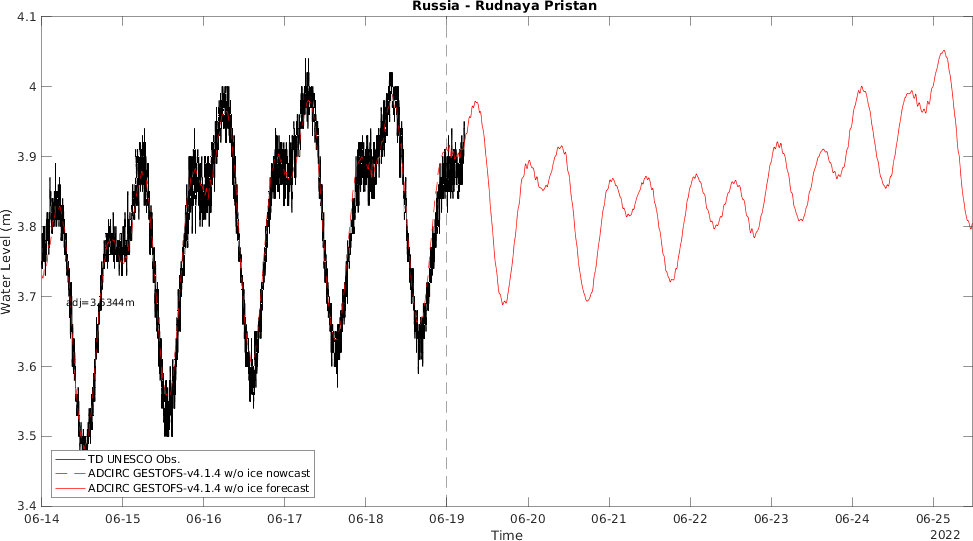 Russia - Rudnaya Pristan
4.1
4
3.9
3.8
3.7
3.6
3.5
3.4
Water Level (m)
adj=3.6344m
TD UNESCO Obs.
ADCIRC GESTOFS-v4.1.4 w/o ice nowcast
ADCIRC GESTOFS-v4.1.4 w/o ice forecast
06-14 06-15 06-16 06-17 06-18 06-19 06-20 06-21 06-22 06-23 06-24 06-25
2022
Time